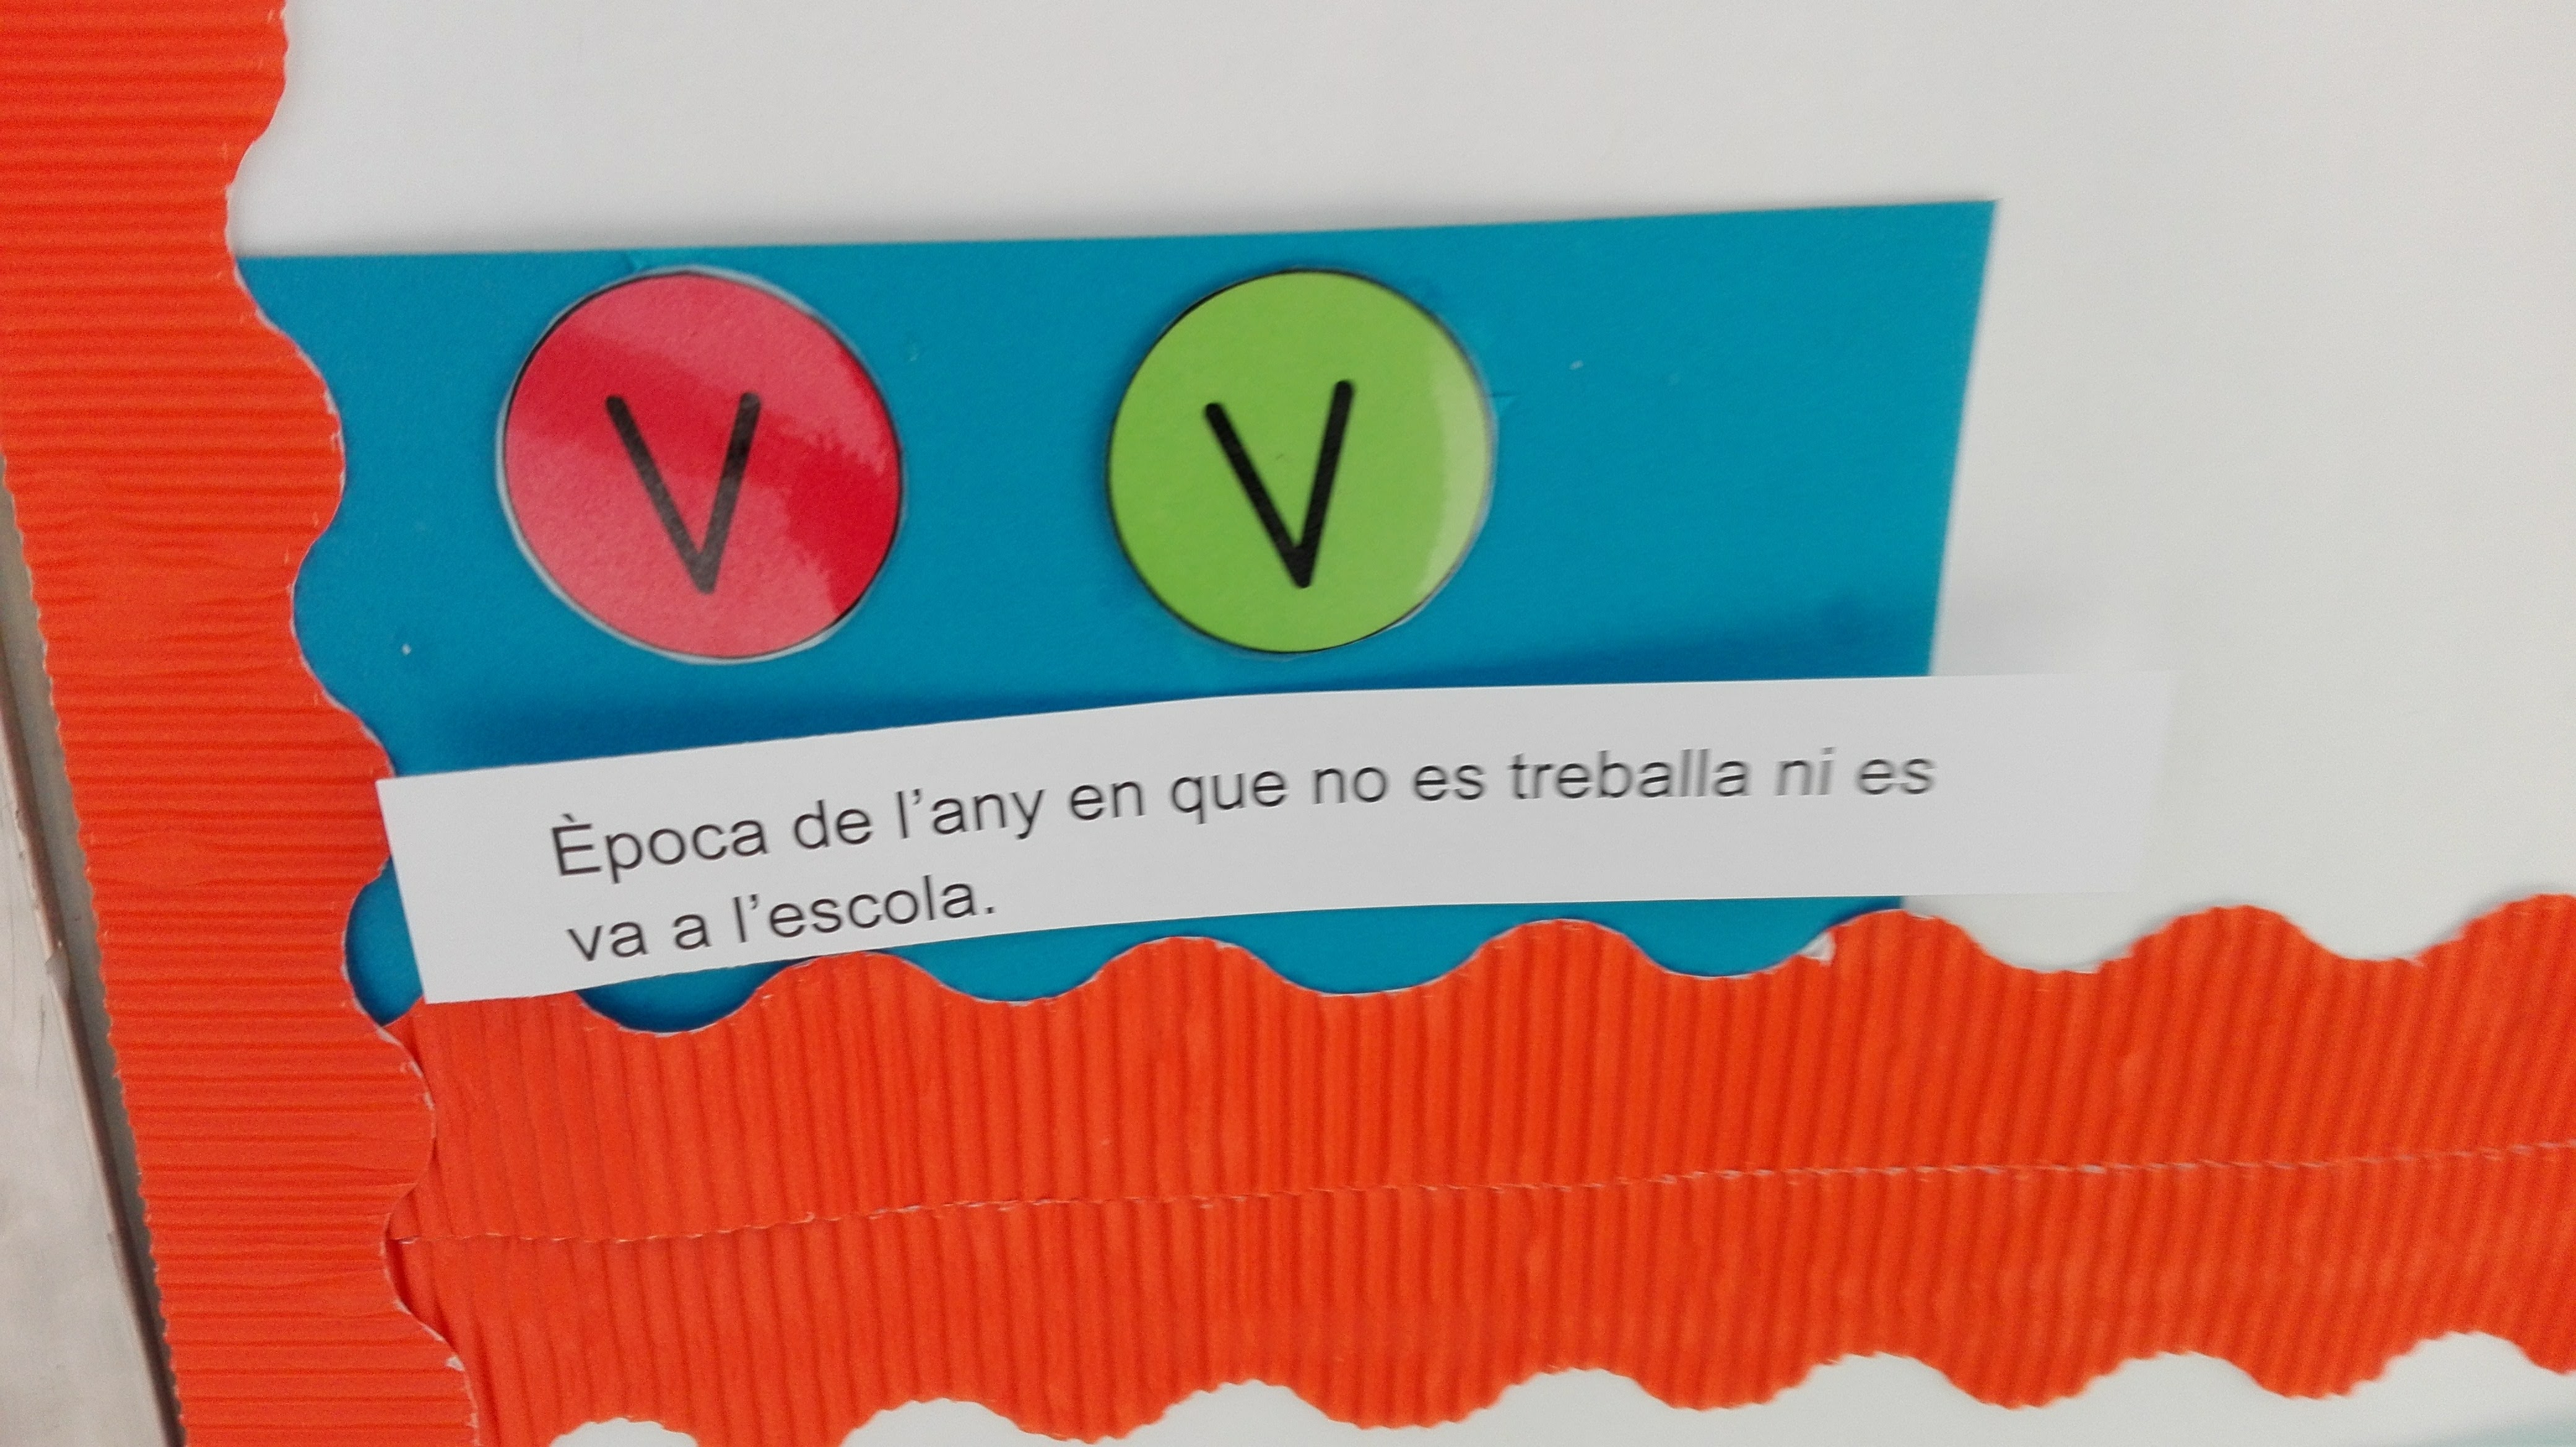 V V
Època de l'any en que no es treballa ni es
va a l'escola.